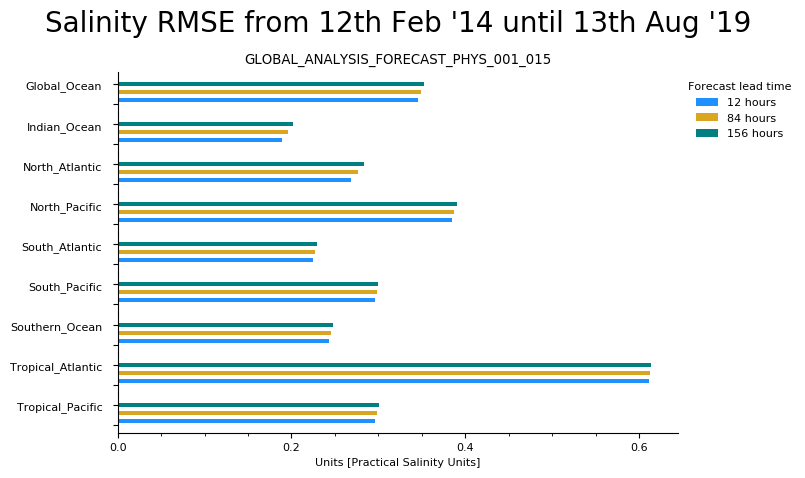 Salinity RMSE from 12th Feb '14 until 13th Aug '19
GLOBAL_ANALYSIS_FORECAST_PHYS_001_015
Forecast lead time
12 hours
84 hours
156 hours
Global_Ocean
Indian_Ocean
North_Atlantic
North_Pacific
South_Atlantic
South_Pacific
Southern_Ocean
Tropical_Atlantic
Tropical_Pacific
0.0 0.2 0.4 0.6
Units [Practical Salinity Units]